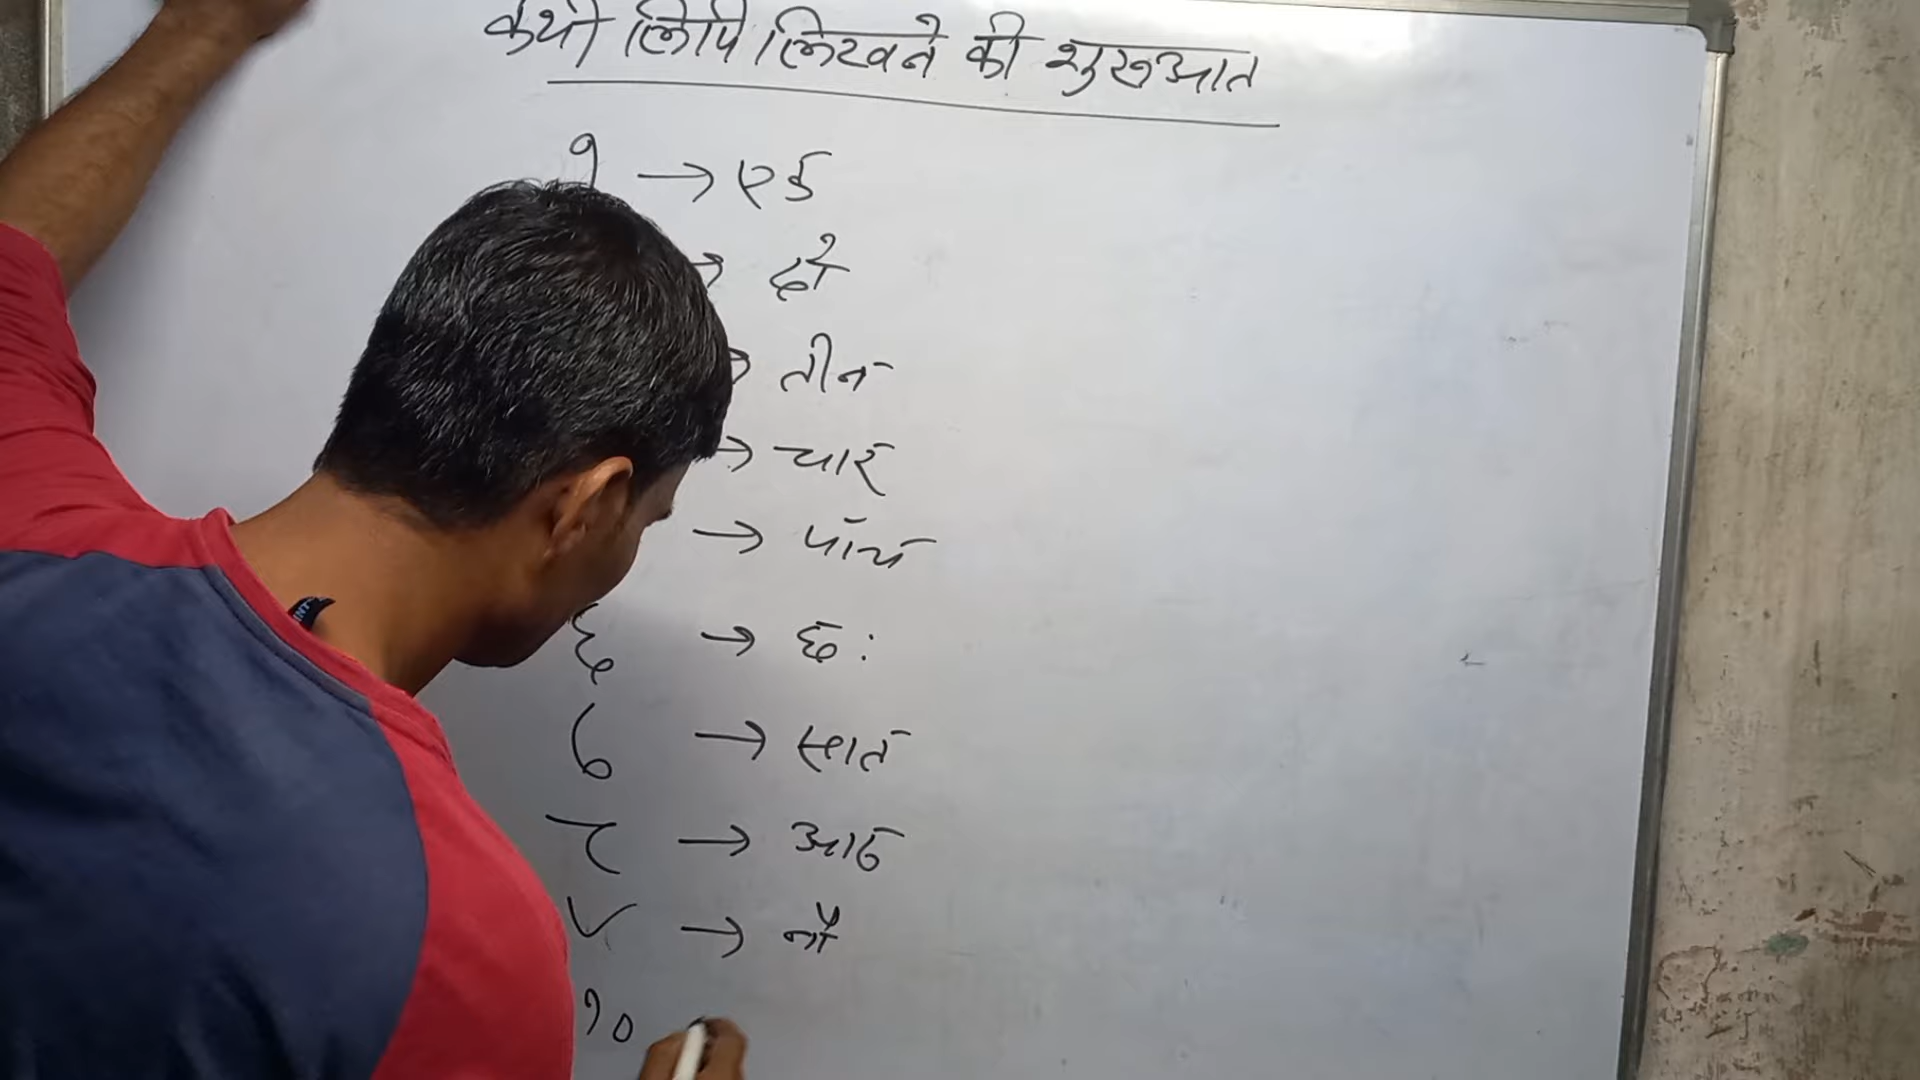 कैथी लिपि लिखने की शुरूआत
१ → एक
→ दो
→ तीन
→ चार
→ पाँच
६ → छः
७ → सात
८ → आठ
९ → नौ
१०